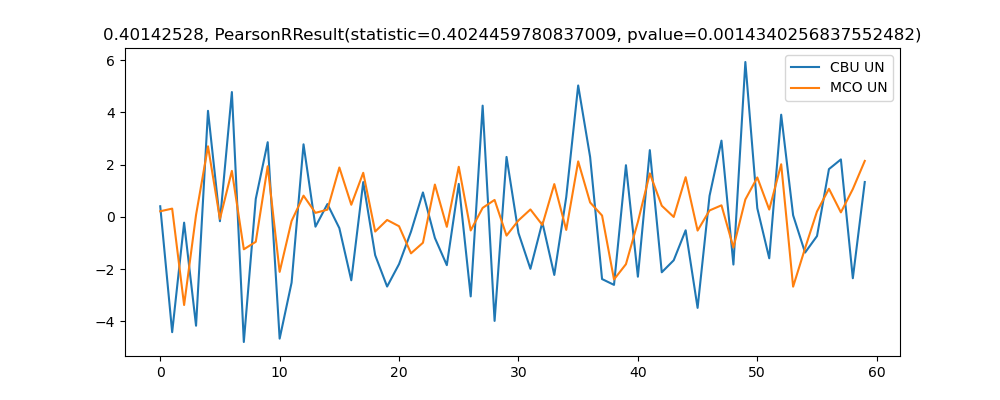 0.40142528, PearsonRResult(statistic=0.4024459780837009, pvalue=0.0014340256837552482)
CBU UN
MCO UN
6
4
2
0
−2
−4
0 10 20 30 40 50 60